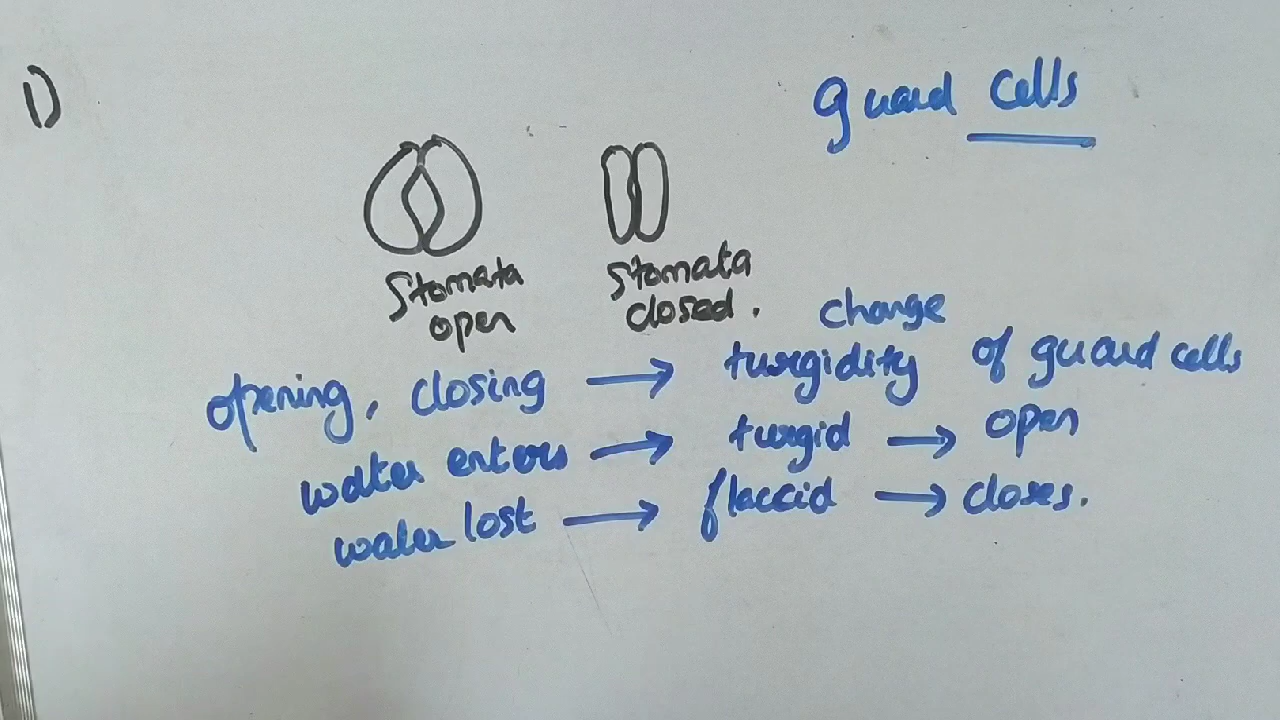 1)
guard cells
Stomata open
Stomata closed.
change
opening, closing → turgidity of guard cells
water enters → turgid → open
water lost → flaccid → closes.